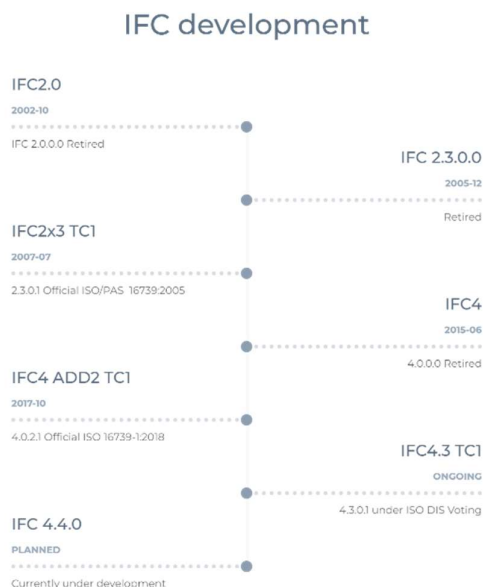 IFC development
IFC2.0
2002-10
IFC 2.0.0.0 Retired
IFC 2.3.0.0
2005-12
Retired
IFC2x3 TC1
2007-07
2.3.0.1 Official ISO/PAS 16739:2005
IFC4
2015-06
4.0.0.0 Retired
IFC4 ADD2 TC1
2017-10
4.0.2.1 Official ISO 16739-1:2018
IFC4.3 TC1
ONGOING
4.3.0.1 under ISO DIS Voting
IFC 4.4.0
PLANNED
Currently under development